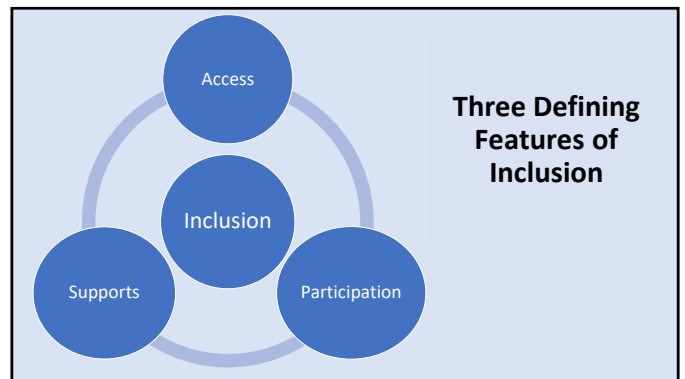 Access
Three Defining
Features of
Inclusion
Inclusion
Supports
Participation